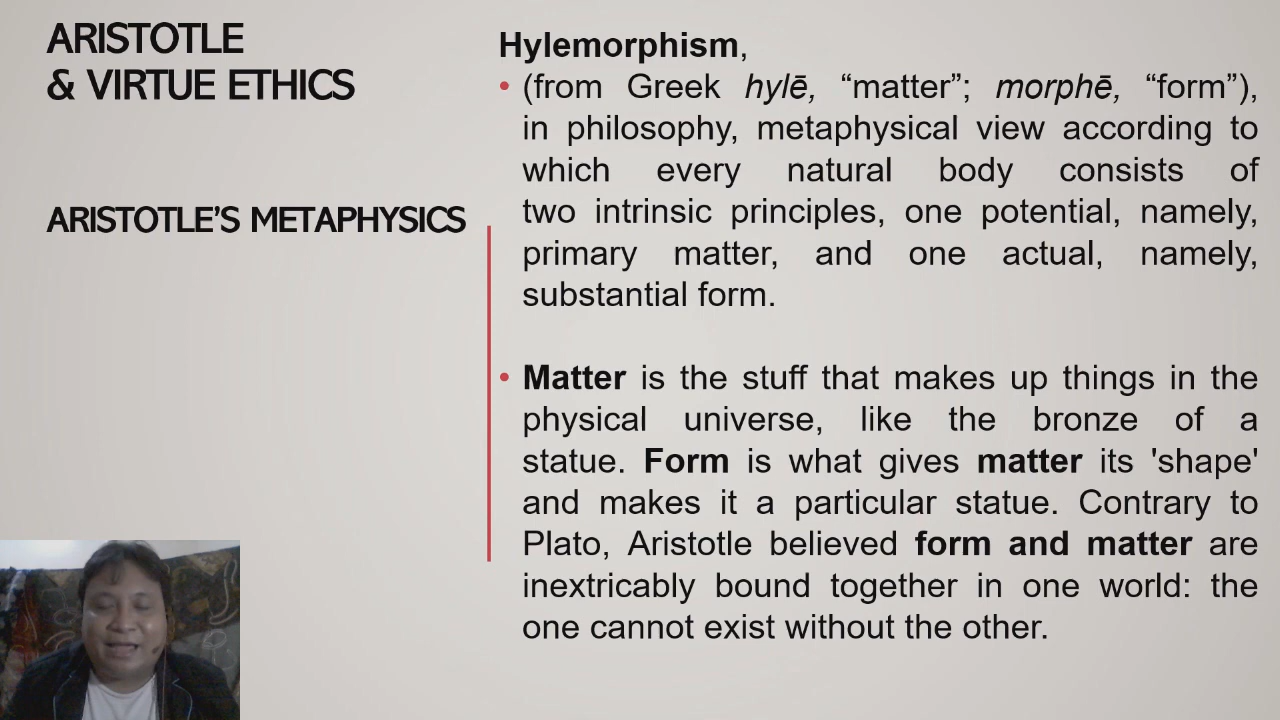 ARISTOTLE
& VIRTUE ETHICS
ARISTOTLE’S METAPHYSICS
Hylemorphism,
• (from Greek hylē, “matter”; morphē, “form”),
in philosophy, metaphysical view according to
which every natural body consists of
two intrinsic principles, one potential, namely,
primary matter, and one actual, namely,
substantial form.
• Matter is the stuff that makes up things in the
physical universe, like the bronze of a
statue. Form is what gives matter its 'shape'
and makes it a particular statue. Contrary to
Plato, Aristotle believed form and matter are
inextricably bound together in one world: the
one cannot exist without the other.